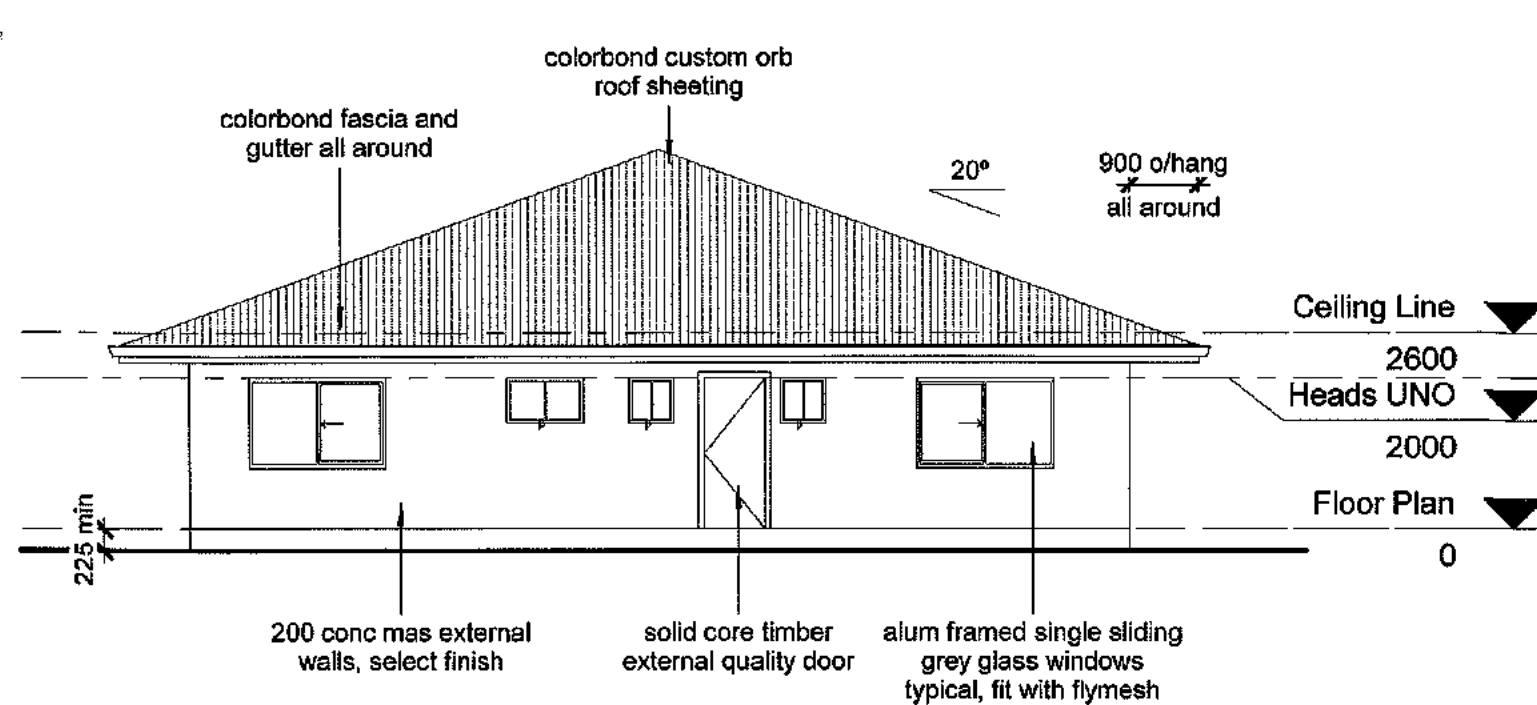 colorbond custom orb
roof sheeting
colorbond fascia and
gutter all around
20°
900 o/hang
all around
Ceiling Line
2600
Heads UNO
2000
Floor Plan
0
225 min
200 conc mas external
walls, select finish
solid core timber
external quality door
alum framed single sliding
grey glass windows
typical, fit with flymesh